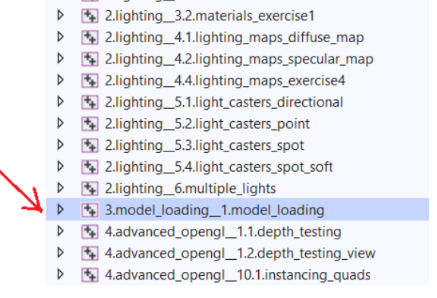 2.lighting__3.2.materials_exercise1
2.lighting__4.1.lighting_maps_diffuse_map
2.lighting__4.2.lighting_maps_specular_map
2.lighting__4.4.lighting_maps_exercise4
2.lighting__5.1.light_casters_directional
2.lighting__5.2.light_casters_point
2.lighting__5.3.light_casters_spot
2.lighting__5.4.light_casters_spot_soft
2.lighting__6.multiple_lights
3.model_loading__1.model_loading
4.advanced_opengl__1.1.depth_testing
4.advanced_opengl__1.2.depth_testing_view
4.advanced_opengl__10.1.instancing_quads